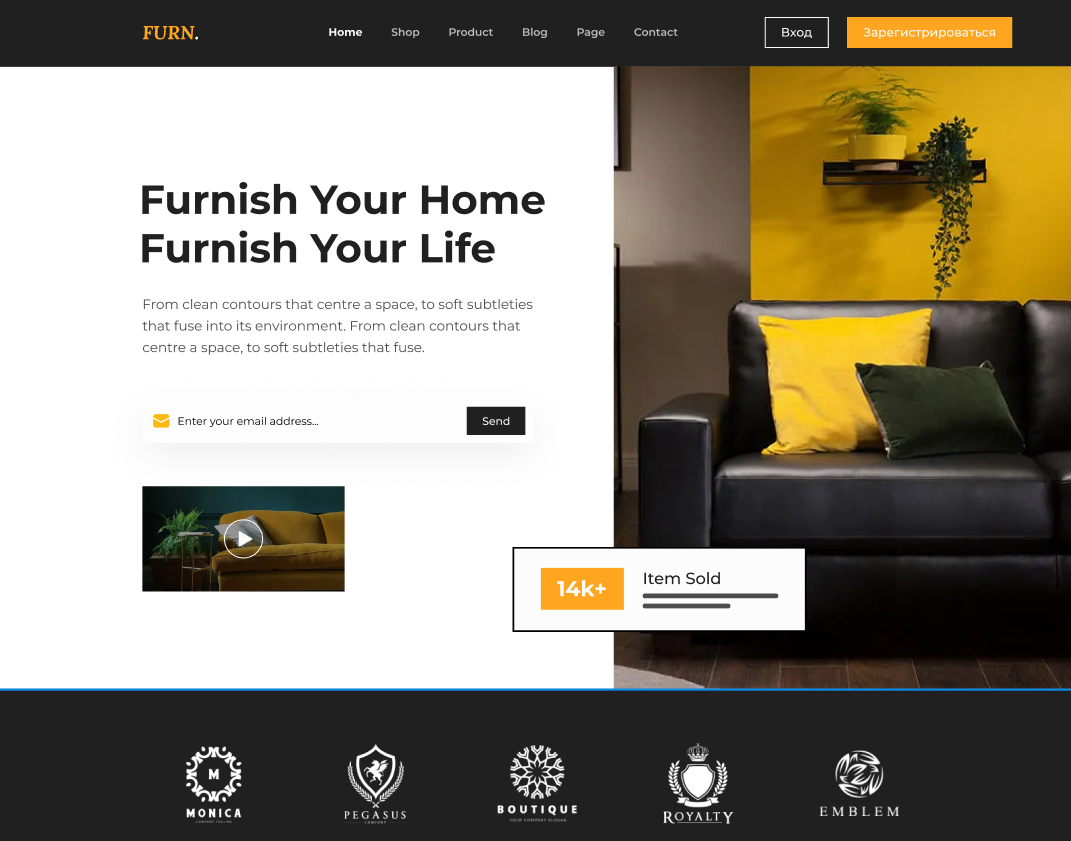 FURN.
Home Shop Product Blog Page Contact
Вход
Зарегистрироваться
Furnish Your Home
Furnish Your Life
From clean contours that centre a space, to soft subtleties
that fuse into its environment. From clean contours that
centre a space, to soft subtleties that fuse.
Enter your email address...
Send
14k+
Item Sold
M
MONICA
PEGASUS
COMPANY
BOUTIQUE
YOUR COMPANY SLOGAN
ROYALTY
EMBLEM